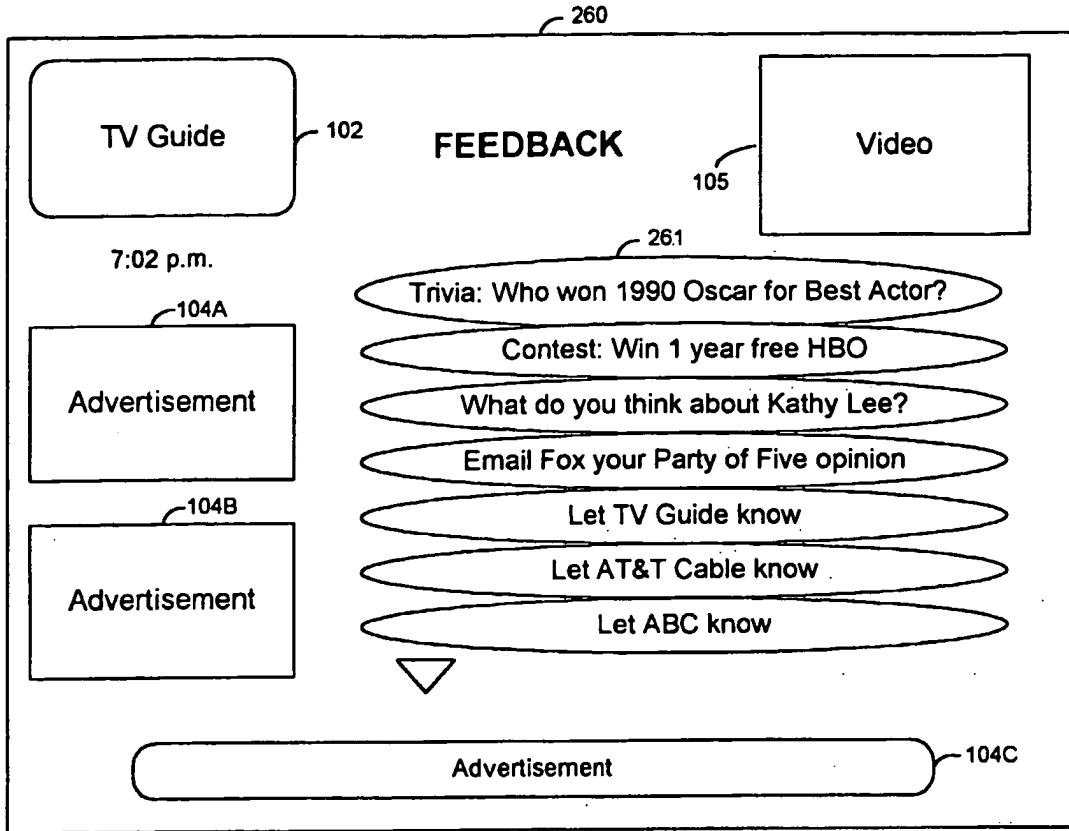 260
TV Guide
102
FEEDBACK
105
Video
7:02 p.m.
261
Trivia: Who won 1990 Oscar for Best Actor?
104A
Contest: Win 1 year free HBO
Advertisement
What do you think about Kathy Lee?
Email Fox your Party of Five opinion
104B
Let TV Guide know
Advertisement
Let AT&T Cable know
Let ABC know
Advertisement
104C